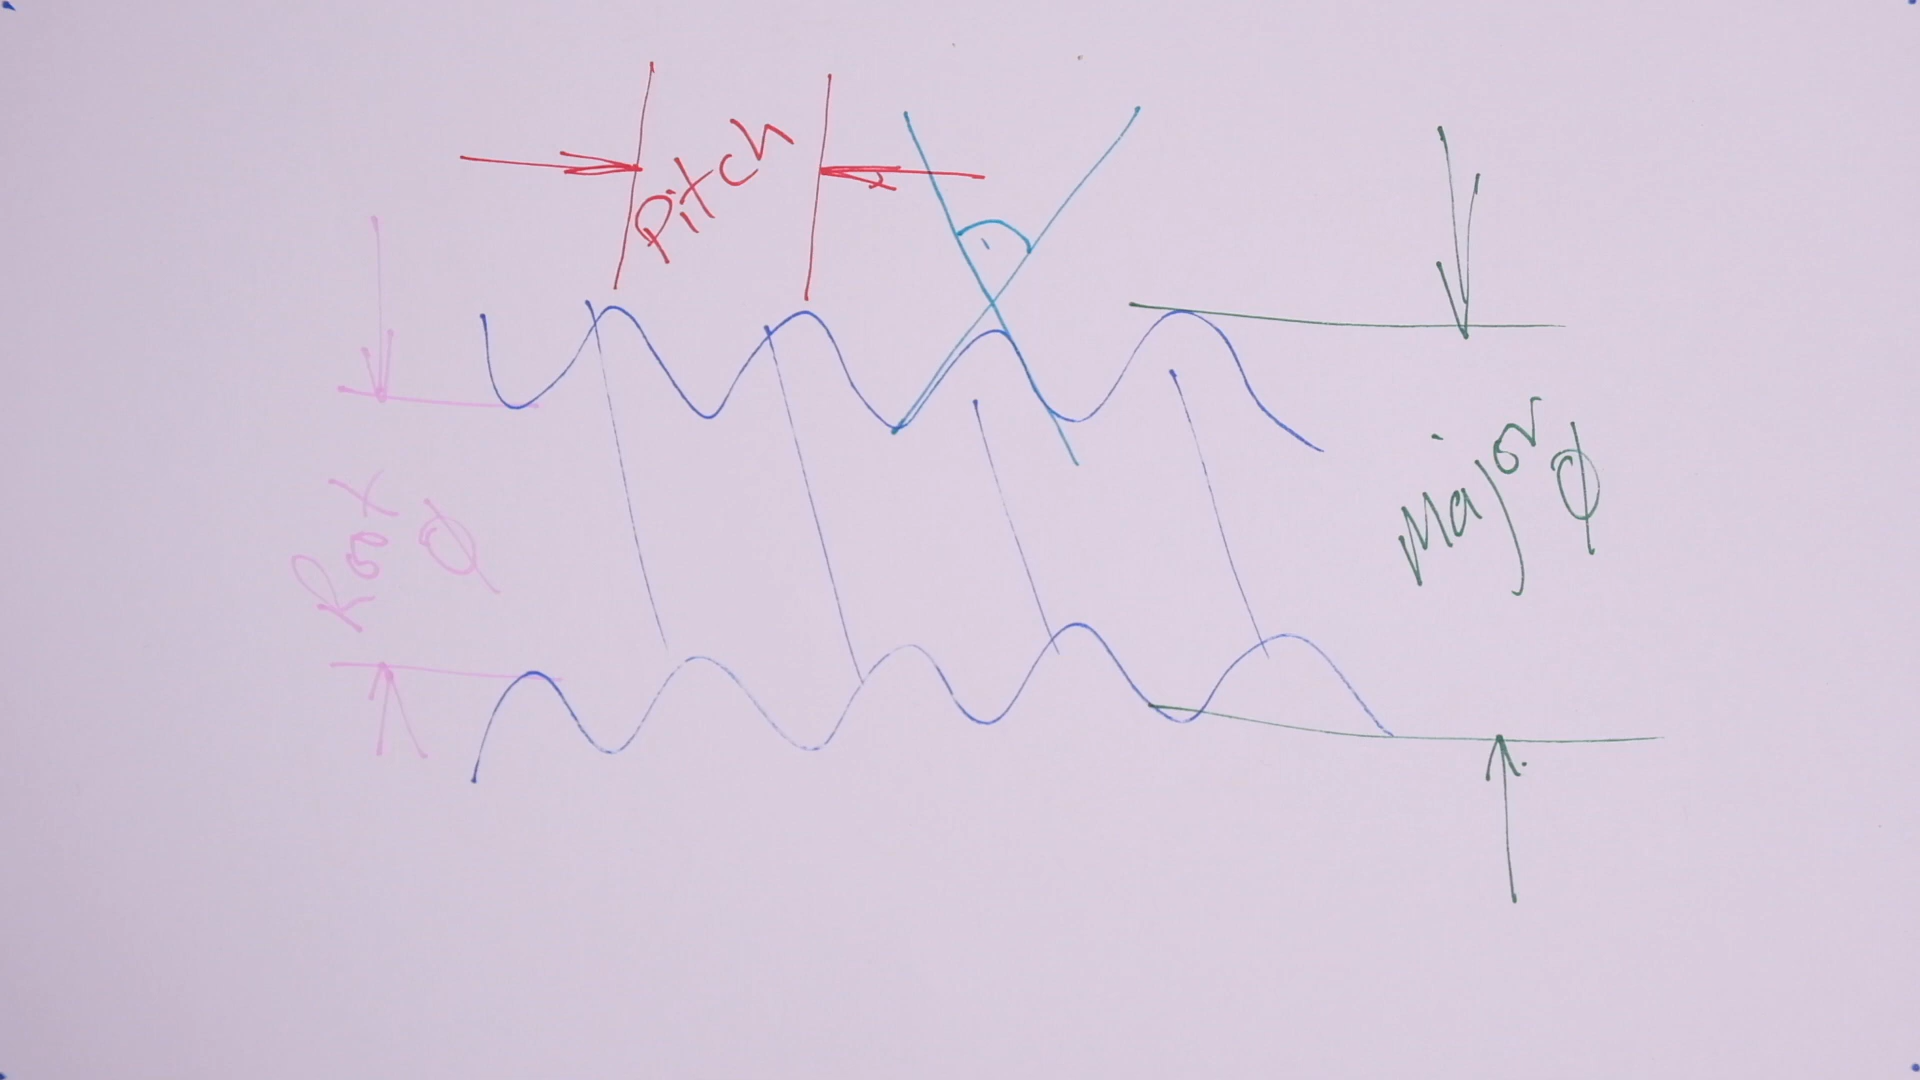 Pitch
Root
φ
Major
φ